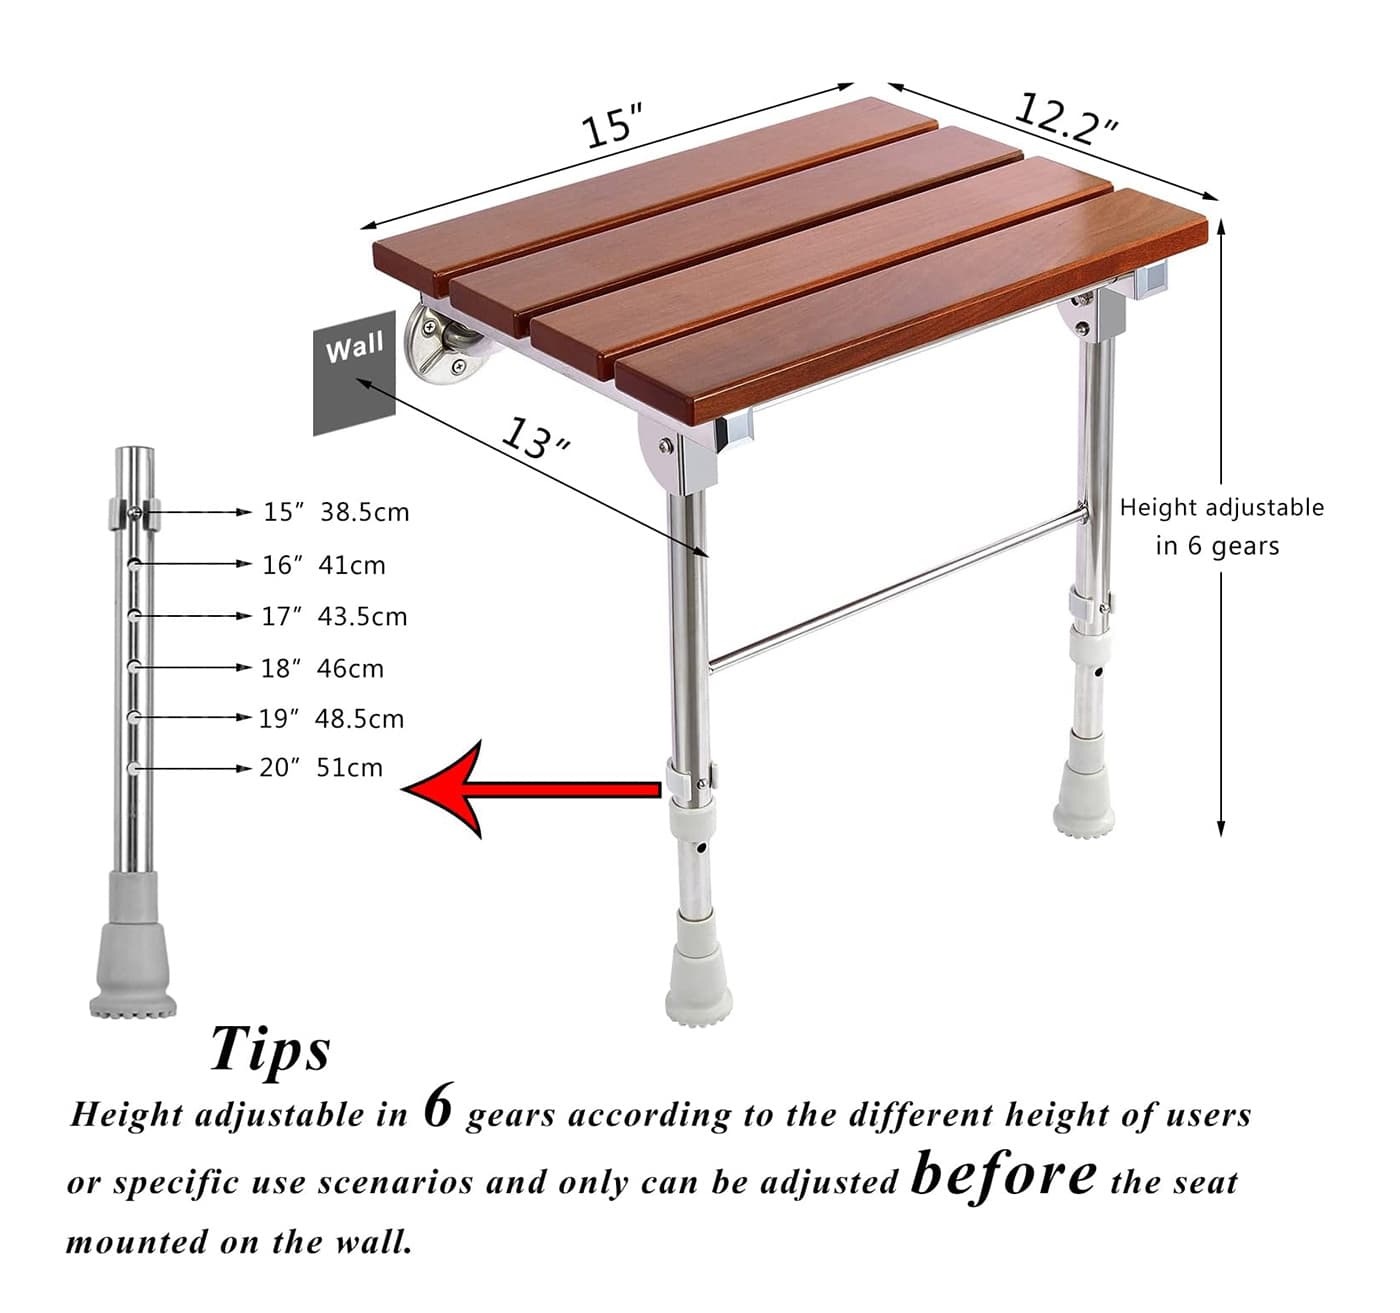 15"
12.2"
Wall
13"
15" 38.5cm
16" 41cm
17" 43.5cm
18" 46cm
19" 48.5cm
20" 51cm
Height adjustable
in 6 gears
Tips
Height adjustable in 6 gears according to the different height of users
or specific use scenarios and only can be adjusted before the seat
mounted on the wall.